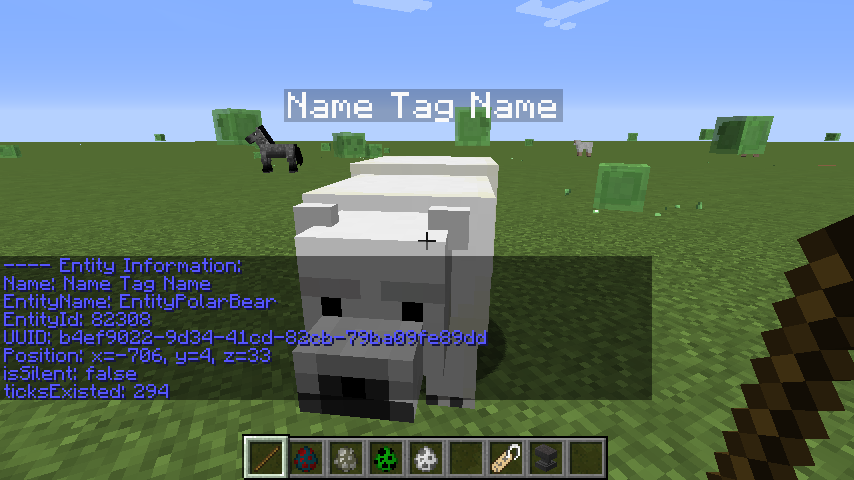 Name Tag Name
---- Entity Information:
Name: Name Tag Name
EntityName: EntityPolarBear
EntityId: 82308
UUID: b4ef9022-9d34-41cd-82cb-79ba09fe89dd
Position: x=-706, y=4, z=33
isSilent: false
ticksExisted: 294